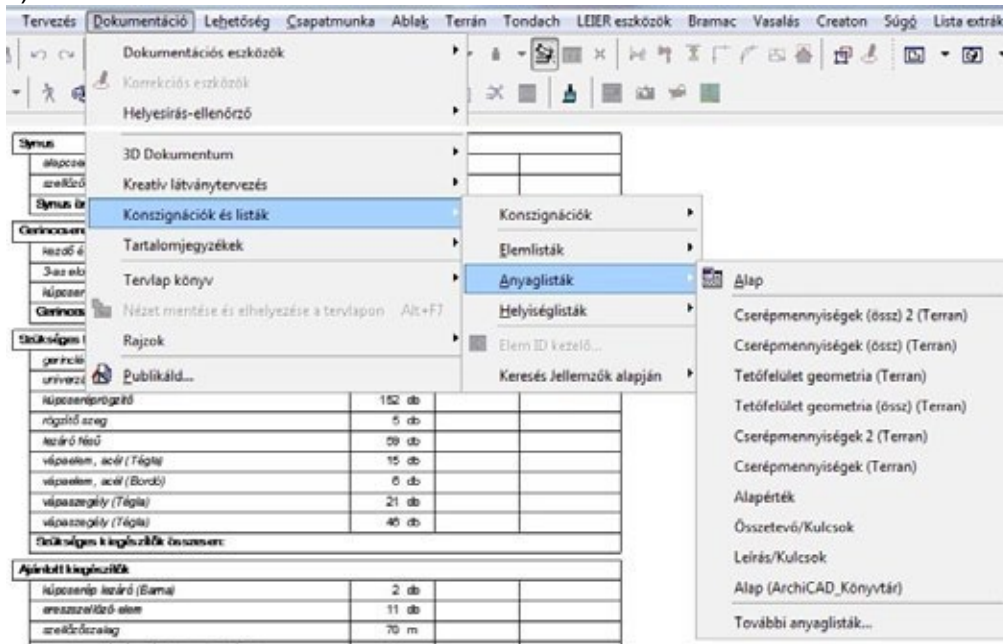 Tervezés Dokumentáció Lehetőség Csapatmunka Ablak Terrán Tondach LEIER eszközök Bramac Vasalás Creaton Súgó Lista extrák
Dokumentációs eszközök
Korrekciós eszközök
Helyesírás-ellenőrző
3D Dokumentum
Kreatív látványtervezés
Konszignációk és listák
Tartalomjegyzékek
Tervlap könyv
Nézet mentése és elhelyezése a tervlapon Alt+F7
Rajzok
Publikáld...
Konszignációk
Elemlisták
Anyaglisták
Helyiséglisták
Elem ID kezelő...
Keresés Jellemzők alapján
Alap
Cserépmennyiségek (össz) 2 (Terran)
Cserépmennyiségek (össz) (Terran)
Tetőfelület geometria (Terran)
Tetőfelület geometria (össz) (Terran)
Cserépmennyiségek 2 (Terran)
Cserépmennyiségek (Terran)
Alapérték
Összetevő/Kulcsok
Leírás/Kulcsok
Alap (ArchiCAD_Könyvtár)
További anyaglisták...
kúpcseréprögzítő 152 db
rögzítő szeg 5 db
lezáró fésű 59 db
vápaelem, acél (Tégla) 15 db
vápaelem, acél (Bordó) 6 db
vápaszegély (Tégla) 21 db
vápaszegély (Tégla) 46 db
Szükséges kiegészítők összesen:
Ajánlott kiegészítők
kúpcserép lezáró (Barna) 2 db
ereszszellőző elem 11 db
szellőzőszalag 70 m